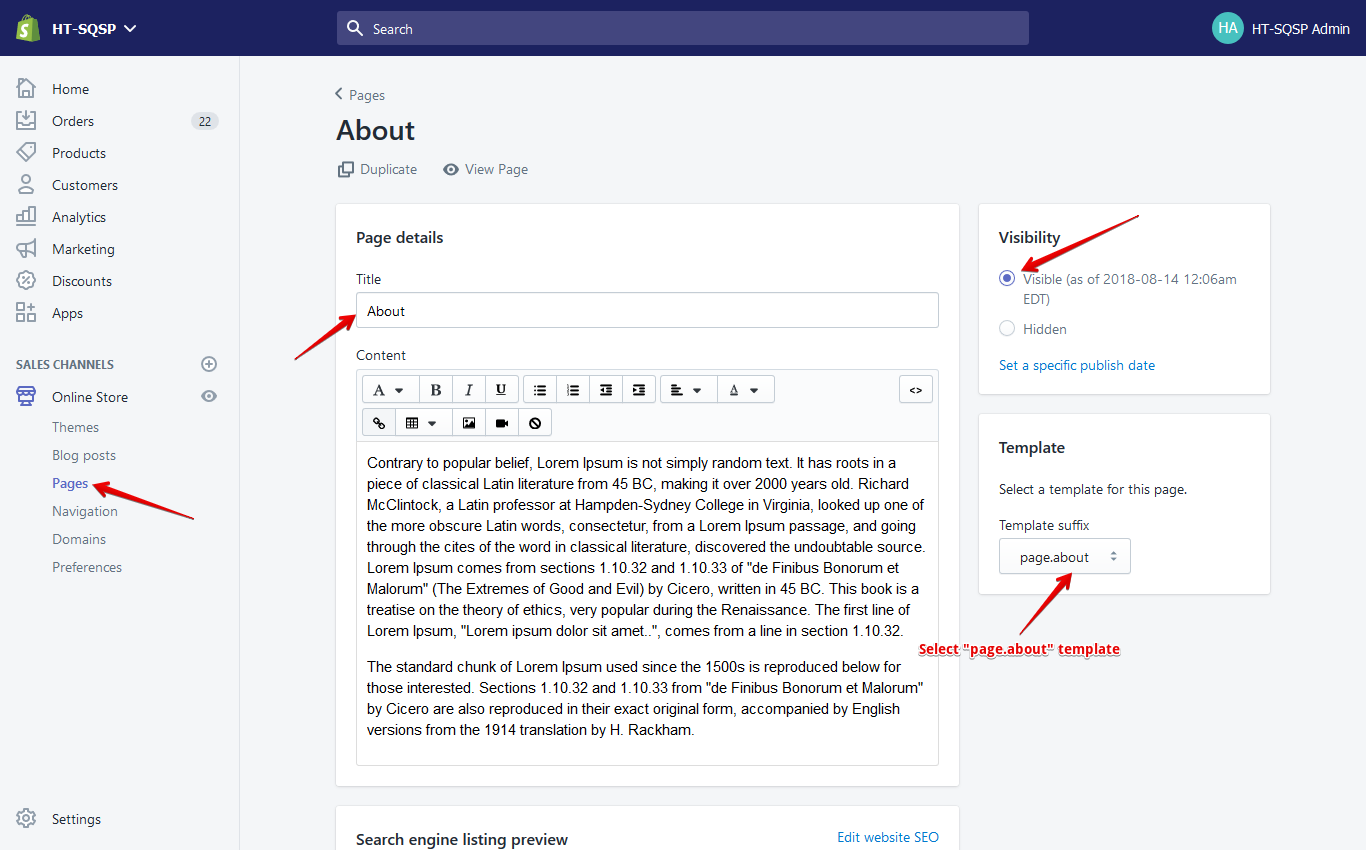 HT-SQSP
Search
HA
HT-SQSP Admin
Home
Orders
22
Products
Customers
Analytics
Marketing
Discounts
Apps
SALES CHANNELS
Online Store
Themes
Blog posts
Pages
Navigation
Domains
Preferences
Settings
Pages
About
Duplicate
View Page
Page details
Title
About
Content
A
B
I
U
A
<>
Contrary to popular belief, Lorem Ipsum is not simply random text. It has roots in a
piece of classical Latin literature from 45 BC, making it over 2000 years old. Richard
McClintock, a Latin professor at Hampden-Sydney College in Virginia, looked up one of
the more obscure Latin words, consectetur, from a Lorem Ipsum passage, and going
through the cites of the word in classical literature, discovered the undoubtable source.
Lorem Ipsum comes from sections 1.10.32 and 1.10.33 of "de Finibus Bonorum et
Malorum" (The Extremes of Good and Evil) by Cicero, written in 45 BC. This book is a
treatise on the theory of ethics, very popular during the Renaissance. The first line of
Lorem Ipsum, "Lorem ipsum dolor sit amet..", comes from a line in section 1.10.32.
The standard chunk of Lorem Ipsum used since the 1500s is reproduced below for
those interested. Sections 1.10.32 and 1.10.33 from "de Finibus Bonorum et Malorum"
by Cicero are also reproduced in their exact original form, accompanied by English
versions from the 1914 translation by H. Rackham.
Search engine listing preview
Edit website SEO
Visibility
Visible (as of 2018-08-14 12:06am
EDT)
Hidden
Set a specific publish date
Template
Select a template for this page.
Template suffix
page.about
Select "page.about" template